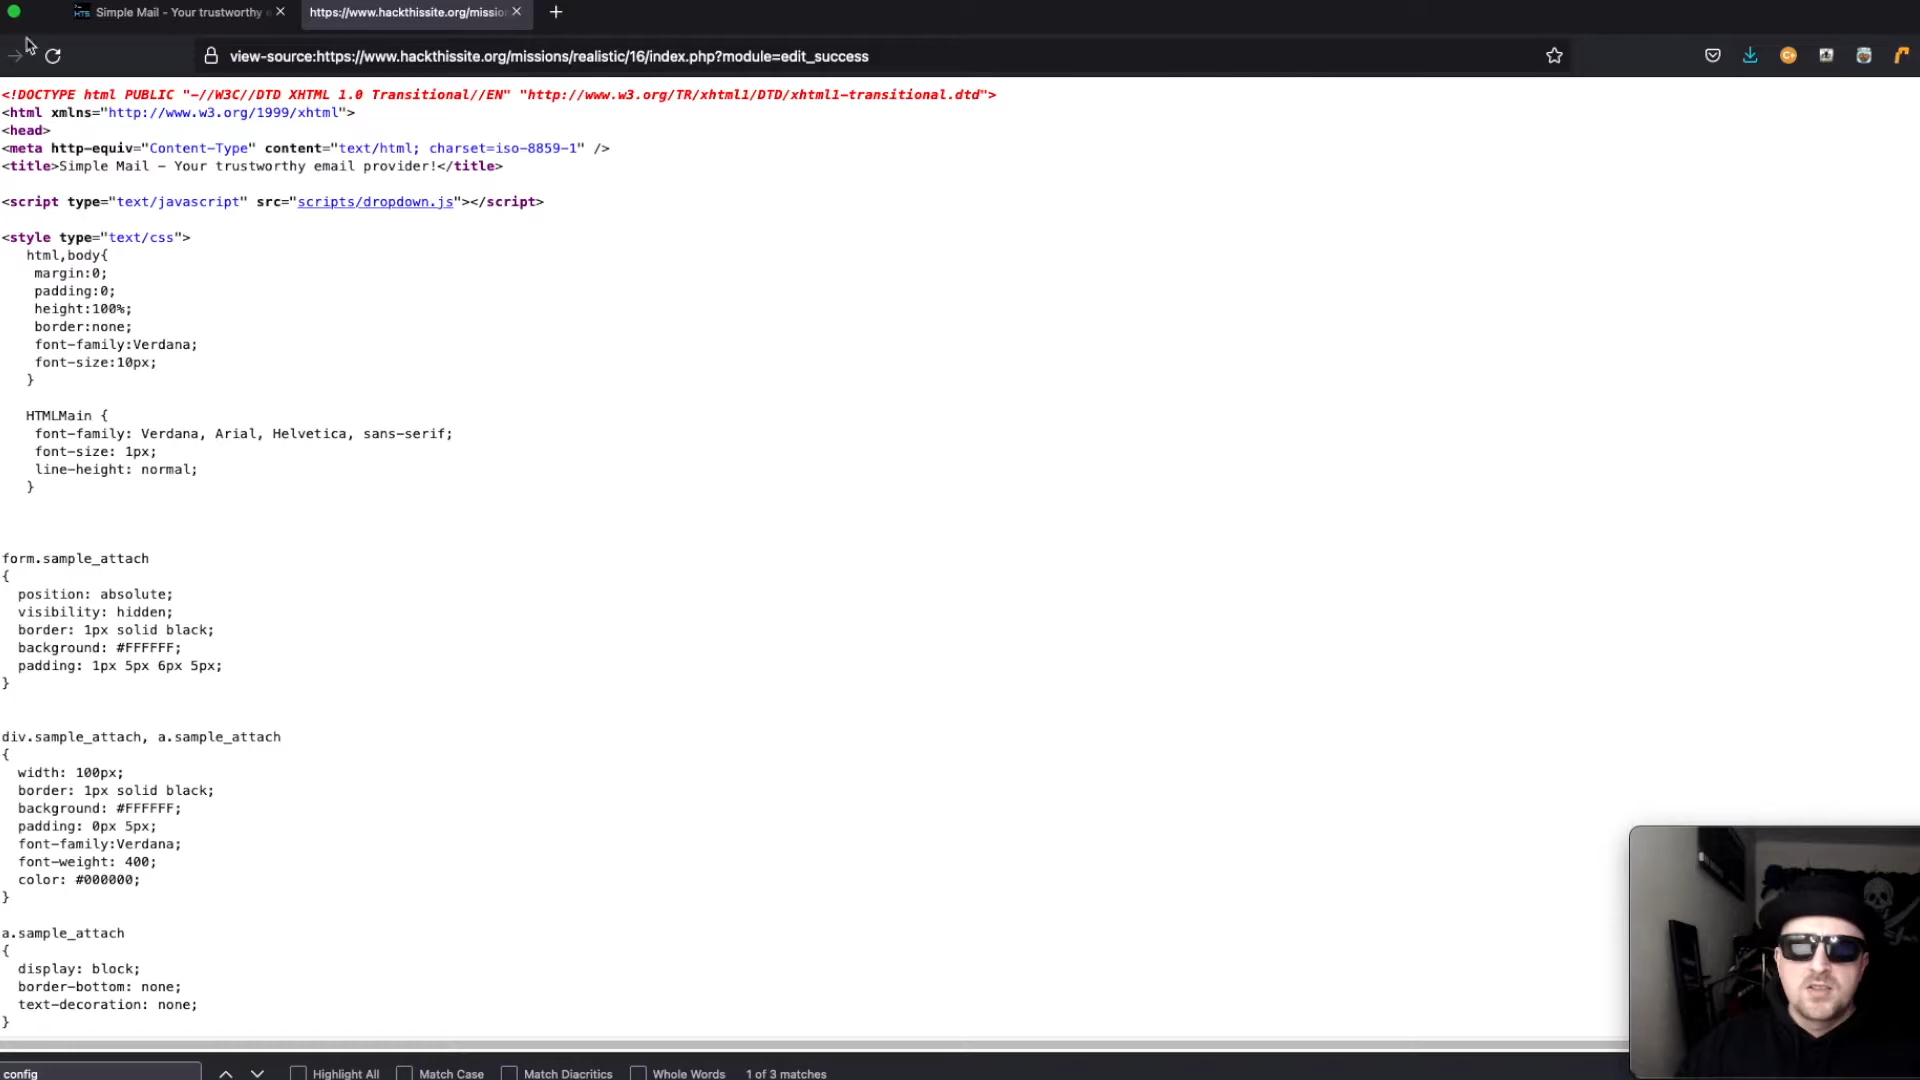 Simple Mail - Your trustworthy
https://www.hackthissite.org/missio
view-source:https://www.hackthissite.org/missions/realistic/16/index.php?module=edit_success
<!DOCTYPE html PUBLIC "-//W3C//DTD XHTML 1.0 Transitional//EN" "http://www.w3.org/TR/xhtml1/DTD/xhtml1-transitional.dtd">
<html xmlns="http://www.w3.org/1999/xhtml">
<head>
<meta http-equiv="Content-Type" content="text/html; charset=iso-8859-1" />
<title>Simple Mail - Your trustworthy email provider!</title>
<script type="text/javascript" src="scripts/dropdown.js"></script>
<style type="text/css">
html,body{
margin:0;
padding:0;
height:100%;
border:none;
font-family:Verdana;
font-size:10px;
}
HTMLMain {
font-family: Verdana, Arial, Helvetica, sans-serif;
font-size: 1px;
line-height: normal;
}
form.sample_attach
{
position: absolute;
visibility: hidden;
border: 1px solid black;
background: #FFFFFF;
padding: 1px 5px 6px 5px;
}
div.sample_attach, a.sample_attach
{
width: 100px;
border: 1px solid black;
background: #FFFFFF;
padding: 0px 5px;
font-family:Verdana;
font-weight: 400;
color: #000000;
}
a.sample_attach
{
display: block;
border-bottom: none;
text-decoration: none;
}
config Highlight All Match Case Match Diacritics Whole Words 1 of 3 matches